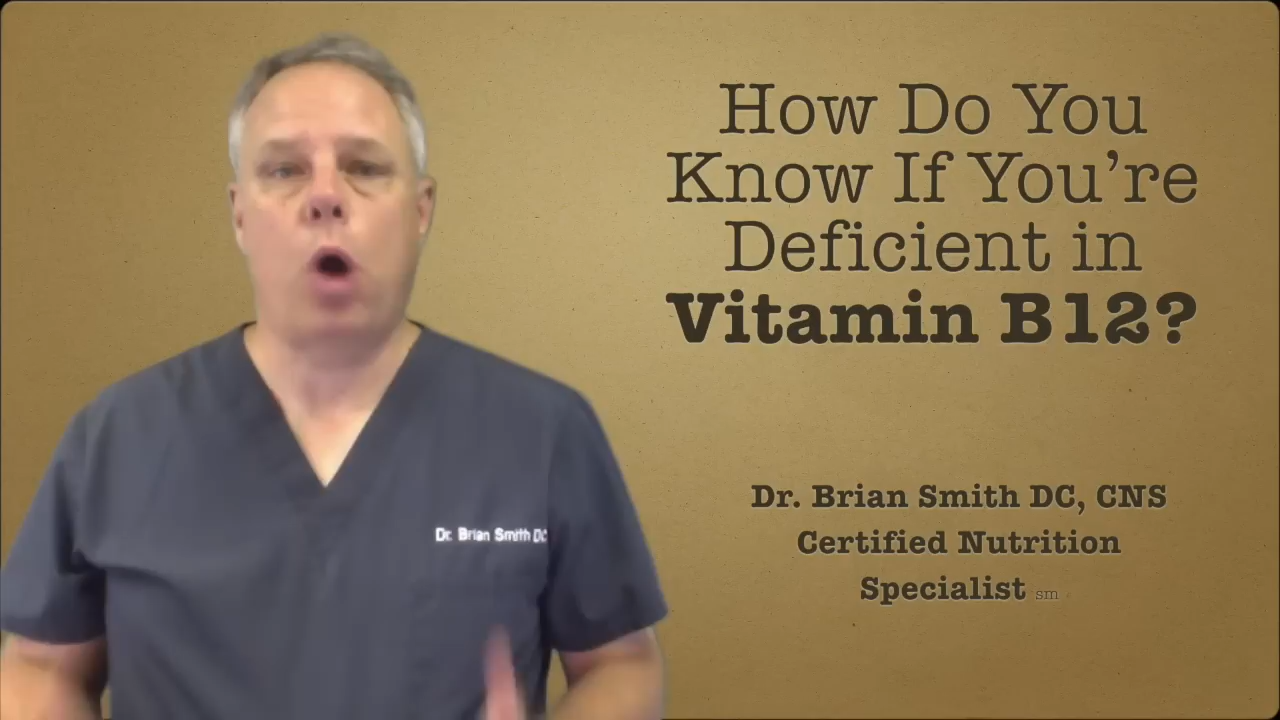 How Do You
Know If You’re
Deficient in
Vitamin B12?
Dr. Brian Smith DC, CNS
Certified Nutrition
Specialist sm
Dr. Brian Smith DC